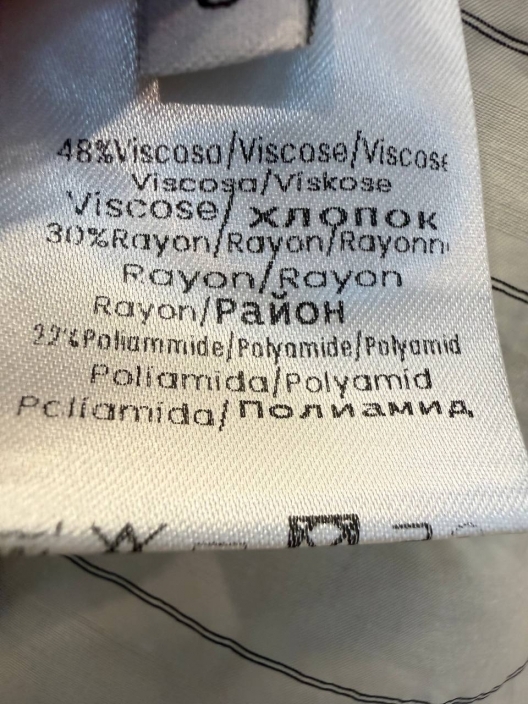 48%Viscosa/Viscose/Viscose
Viscosa/Viskose
Viscose/ хлопок
30%Rayon/Rayon/Rayonn
Rayon/Rayon
Rayon/Район
22%Poliammide/Polyamide/Polyamid
Poliamida/Polyamid
Poliamida/ Полиамид